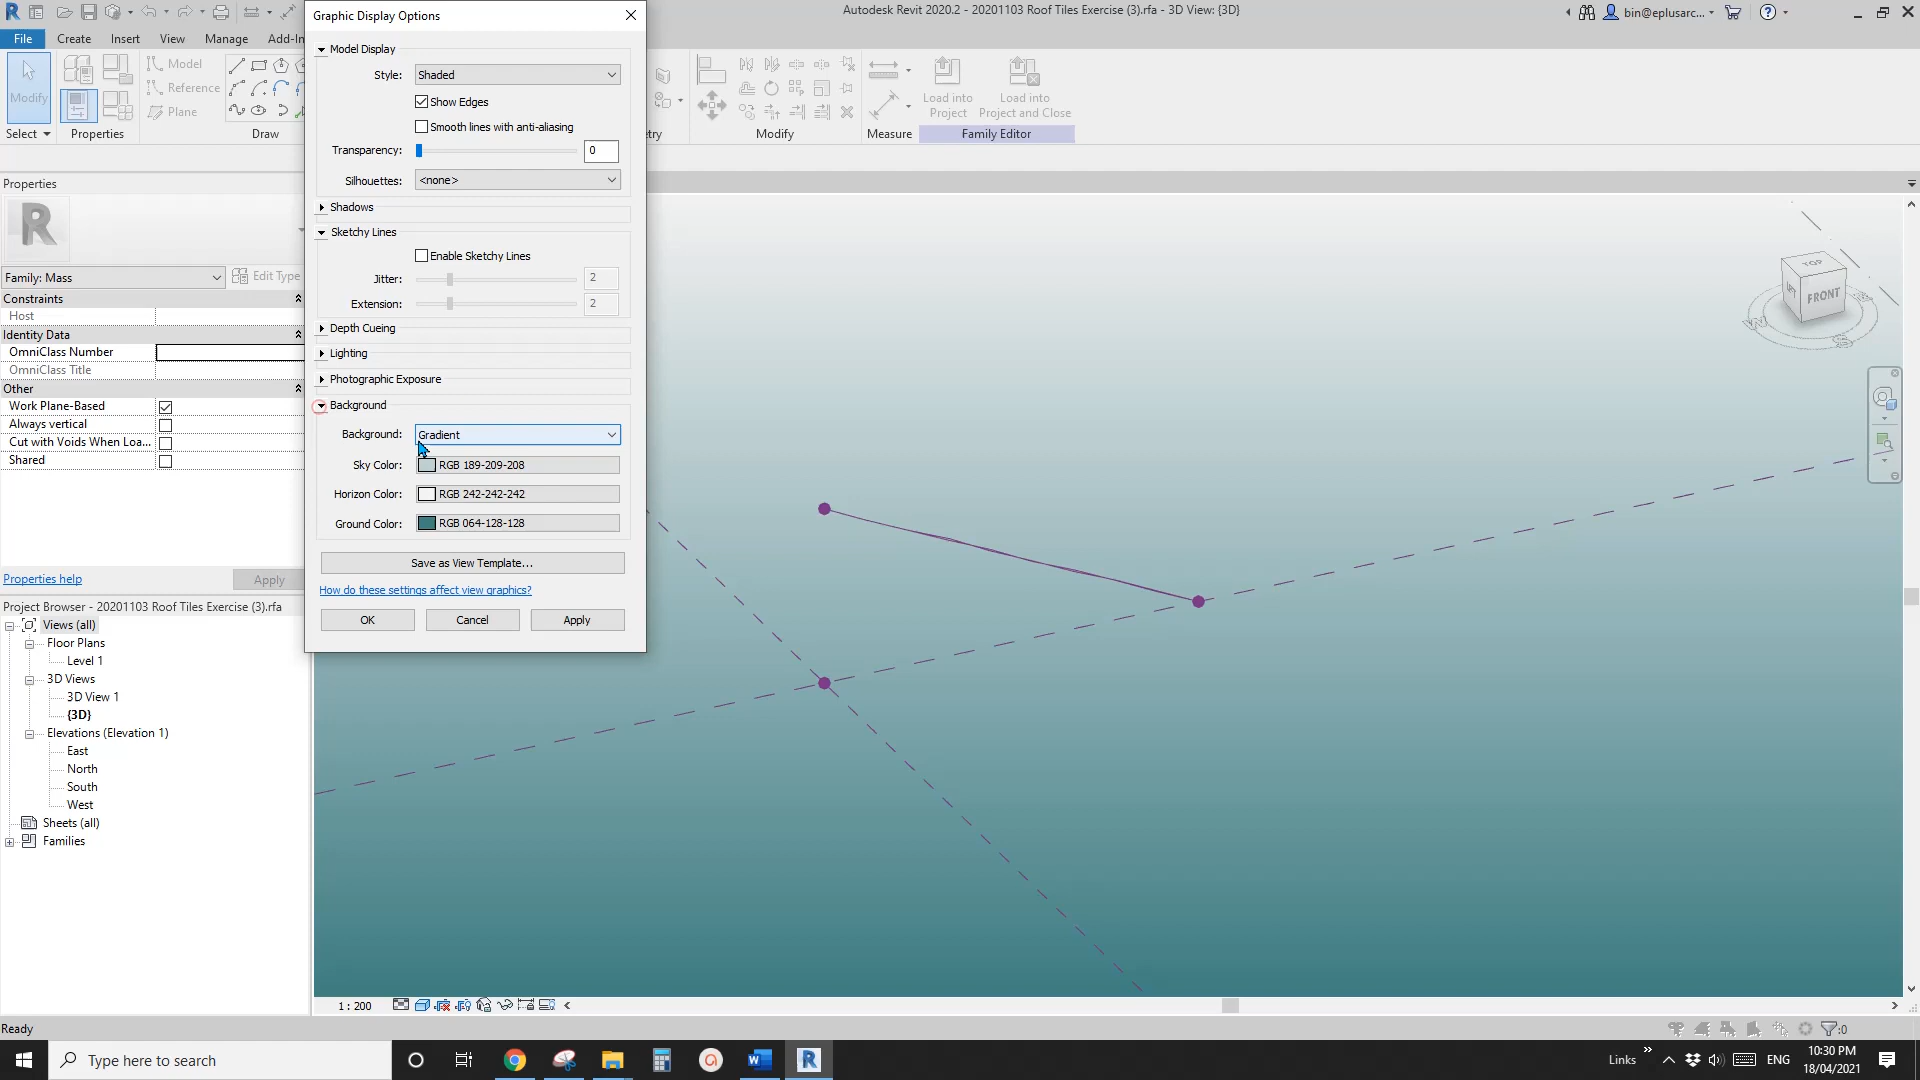 Graphic Display Options
Autodesk Revit 2020.2 - 20201103 Roof Tiles Exercise (3).rfa - 3D View: {3D}
bin@eplusarc...
File
Create
Insert
View
Manage
Add-In
Modify
Select
Properties
Model
Reference
Plane
Draw
etry
Modify
Measure
Load into
Project
Load into
Project and Close
Family Editor
Model Display
Style: Shaded
Show Edges
Smooth lines with anti-aliasing
Transparency: 0
Silhouettes: <none>
Shadows
Sketchy Lines
Enable Sketchy Lines
Jitter: 2
Extension: 2
Depth Cueing
Lighting
Photographic Exposure
Background
Background: Gradient
Sky Color: RGB 189-209-208
Horizon Color: RGB 242-242-242
Ground Color: RGB 064-128-128
Save as View Template...
How do these settings affect view graphics?
OK
Cancel
Apply
Properties
Family: Mass
Edit Type
Constraints
Host
Identity Data
OmniClass Number
OmniClass Title
Other
Work Plane-Based
Always vertical
Cut with Voids When Loa...
Shared
Properties help
Apply
Project Browser - 20201103 Roof Tiles Exercise (3).rfa
Views (all)
Floor Plans
Level 1
3D Views
3D View 1
{3D}
Elevations (Elevation 1)
East
North
South
West
Sheets (all)
Families
TOP
FRONT
W
S
1 : 200
Ready
:0
Type here to search
Links
ENG
10:30 PM
18/04/2021